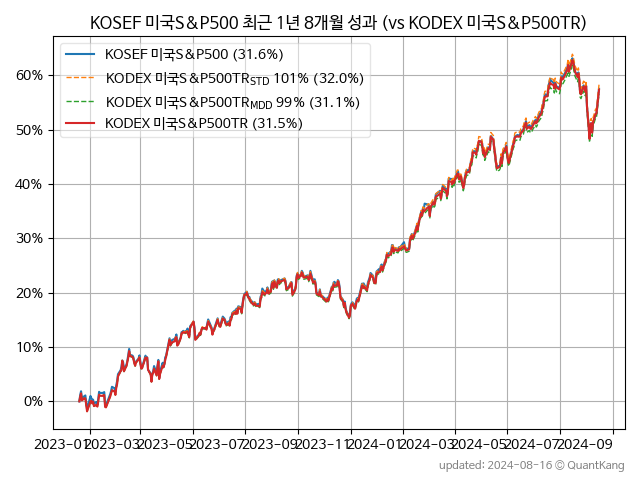 KOSEF 미국S&P500 최근 1년 8개월 성과 (vs KODEX 미국S&P500TR)
KOSEF 미국S&P500 (31.6%)
KODEX 미국S&P500TR_STD 101% (32.0%)
KODEX 미국S&P500TR_MDD 99% (31.1%)
KODEX 미국S&P500TR (31.5%)
60%
50%
40%
30%
20%
10%
0%
2023-01 2023-03 2023-05 2023-07 2023-09 2023-11 2024-01 2024-03 2024-05 2024-07 2024-09
updated: 2024-08-16 © QuantKang